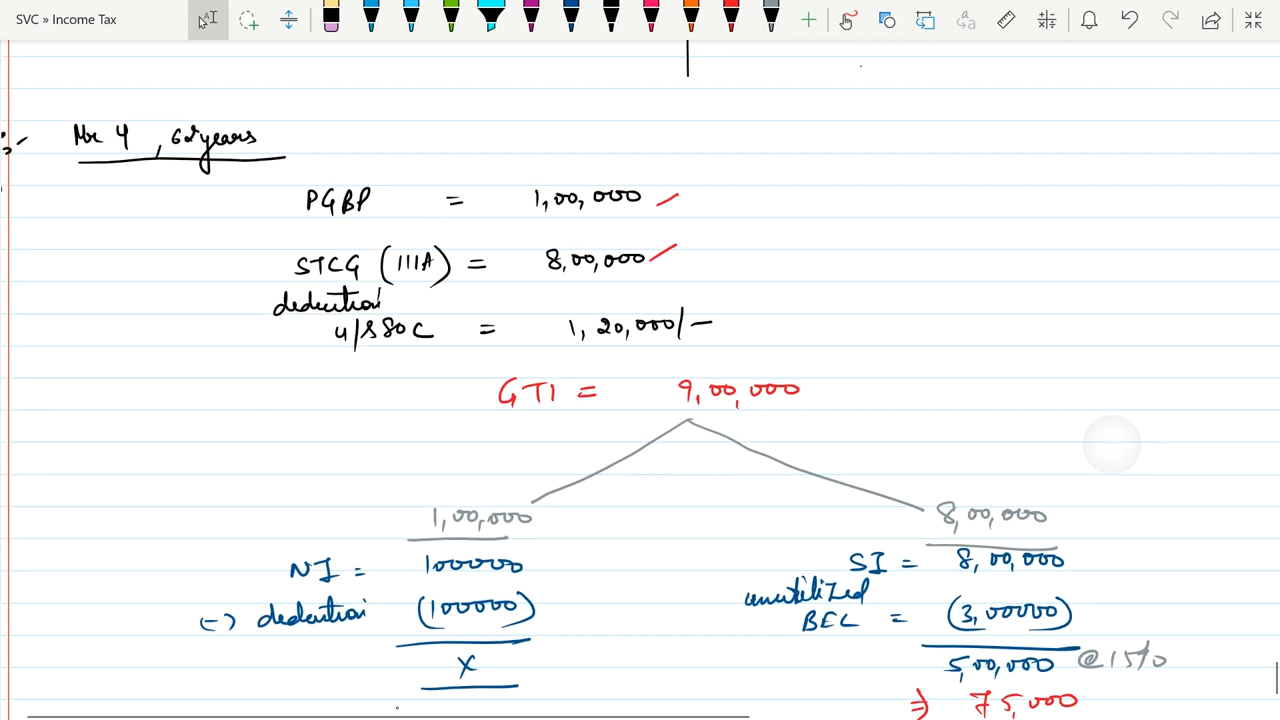 SVC » Income Tax
Mr Y , 62 years
PGBP = 1,00,000
STCG (111A) = 8,00,000
deduction
u/s 80C = 1,20,000/-
GTI = 9,00,000
1,00,000 8,00,000
NI = 100000 SI = 8,00,000
(-) deduction (100000) unutilized
BEL = (3,00000)
X 5,00,000 @15%
⇒ 75,000